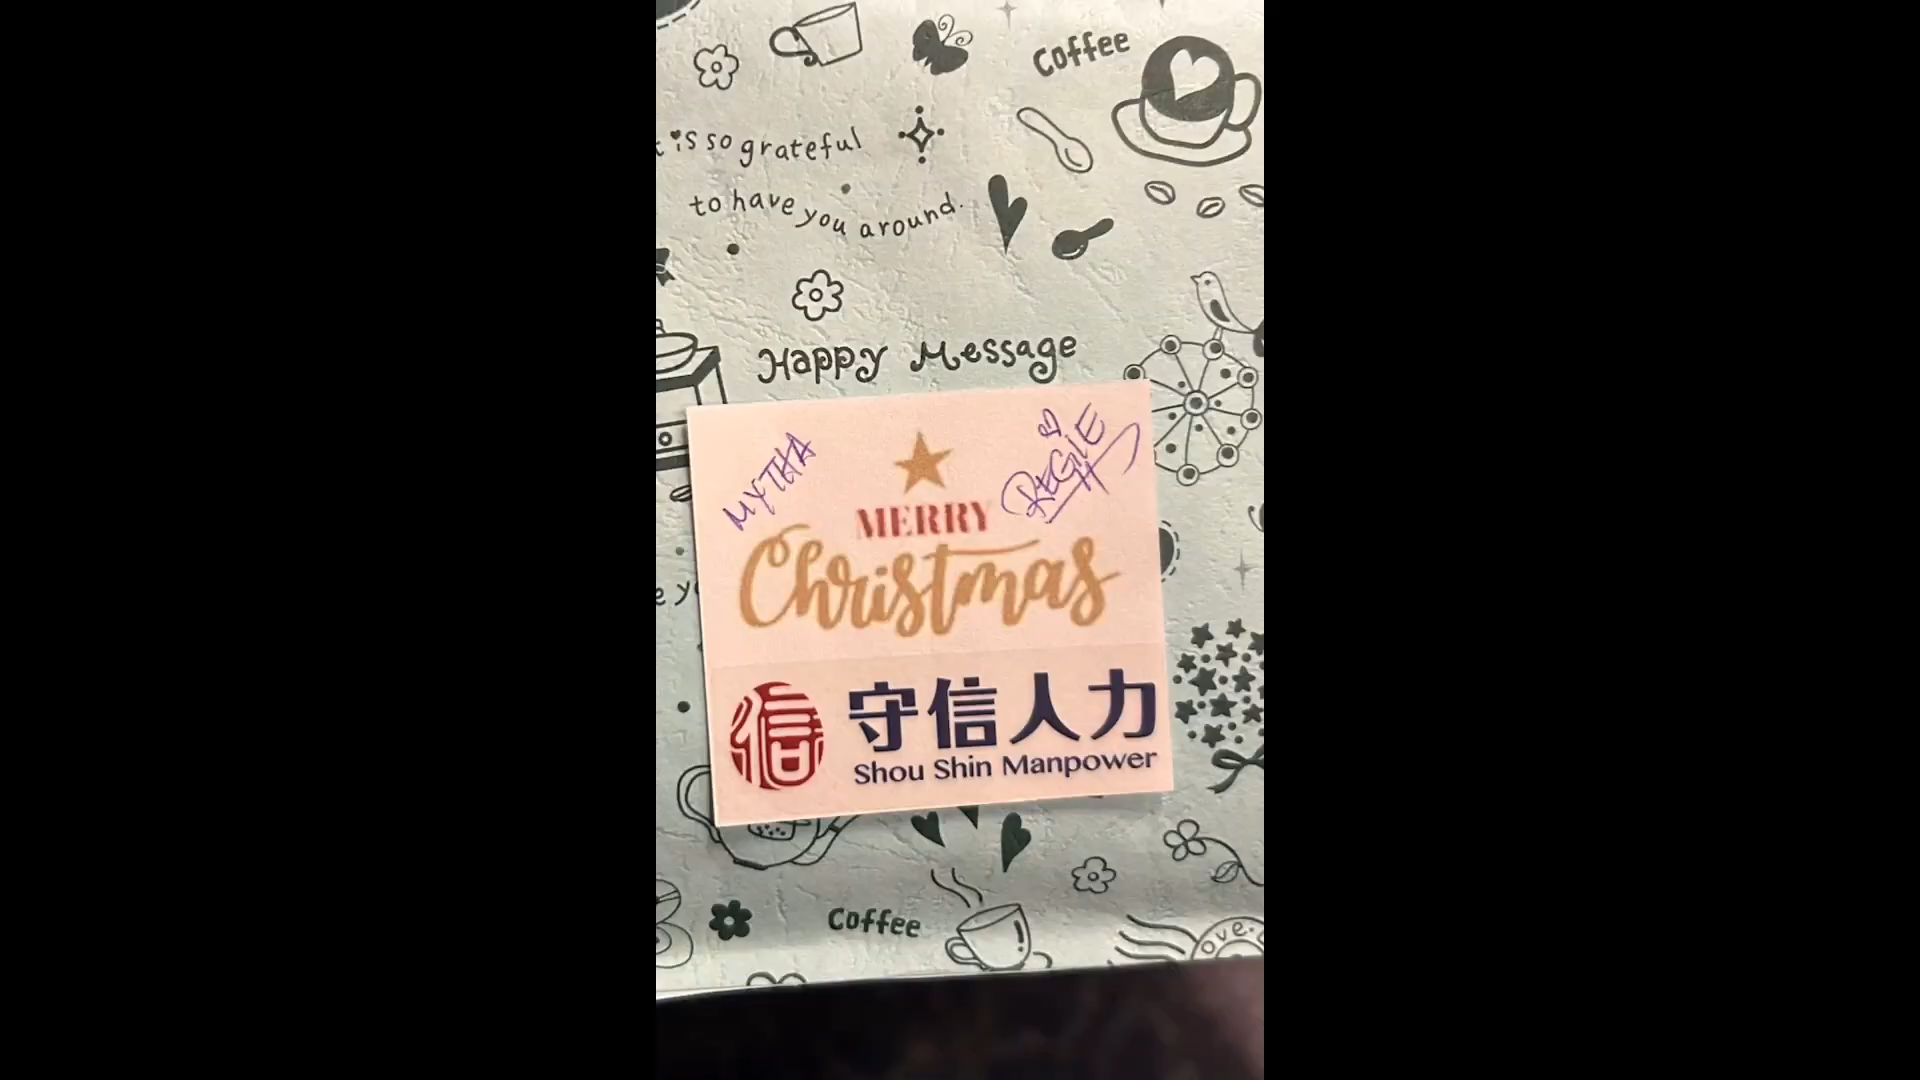 Coffee
is so grateful
to have you around.
Happy Message
MYTHA
REGIE
MERRY
Christmas
信
守信人力
Shou Shin Manpower
Coffee